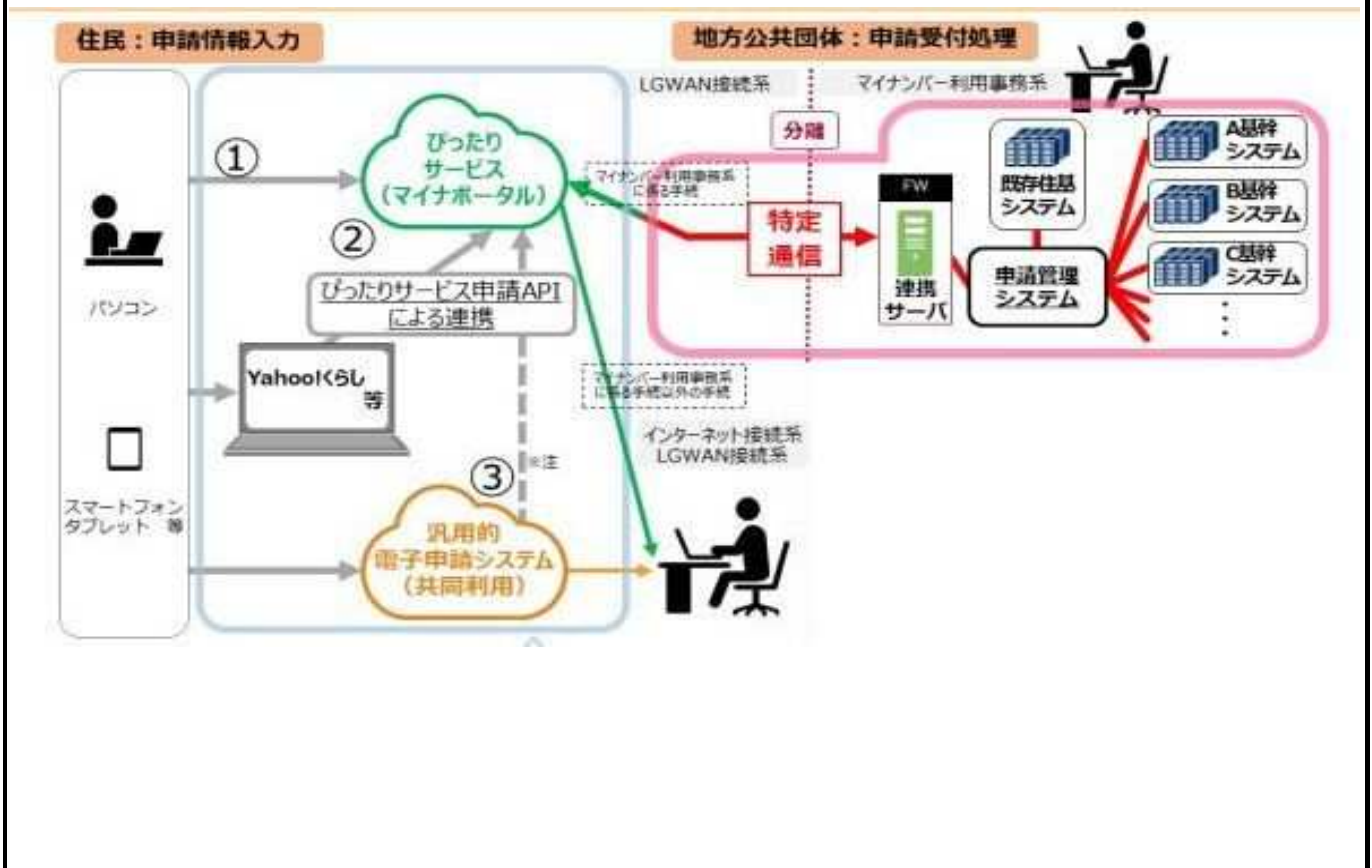 住民：申請情報入力
地方公共団体：申請受付処理
LGWAN接続系
マイナンバー利用事務系
分離
①
ぴったり
サービス
（マイナポータル）
マイナンバー利用事務系
に係る手続
②
ぴったりサービス申請API
による連携
特定
通信
FW
連携
サーバ
既存住基
システム
申請管理
システム
A基幹
システム
B基幹
システム
C基幹
システム
パソコン
Yahoo!くらし
等
マイナンバー利用事務系
に係る手続以外の手続
インターネット接続系
LGWAN接続系
※注
③
スマートフォン
タブレット 等
汎用的
電子申請システム
（共同利用）